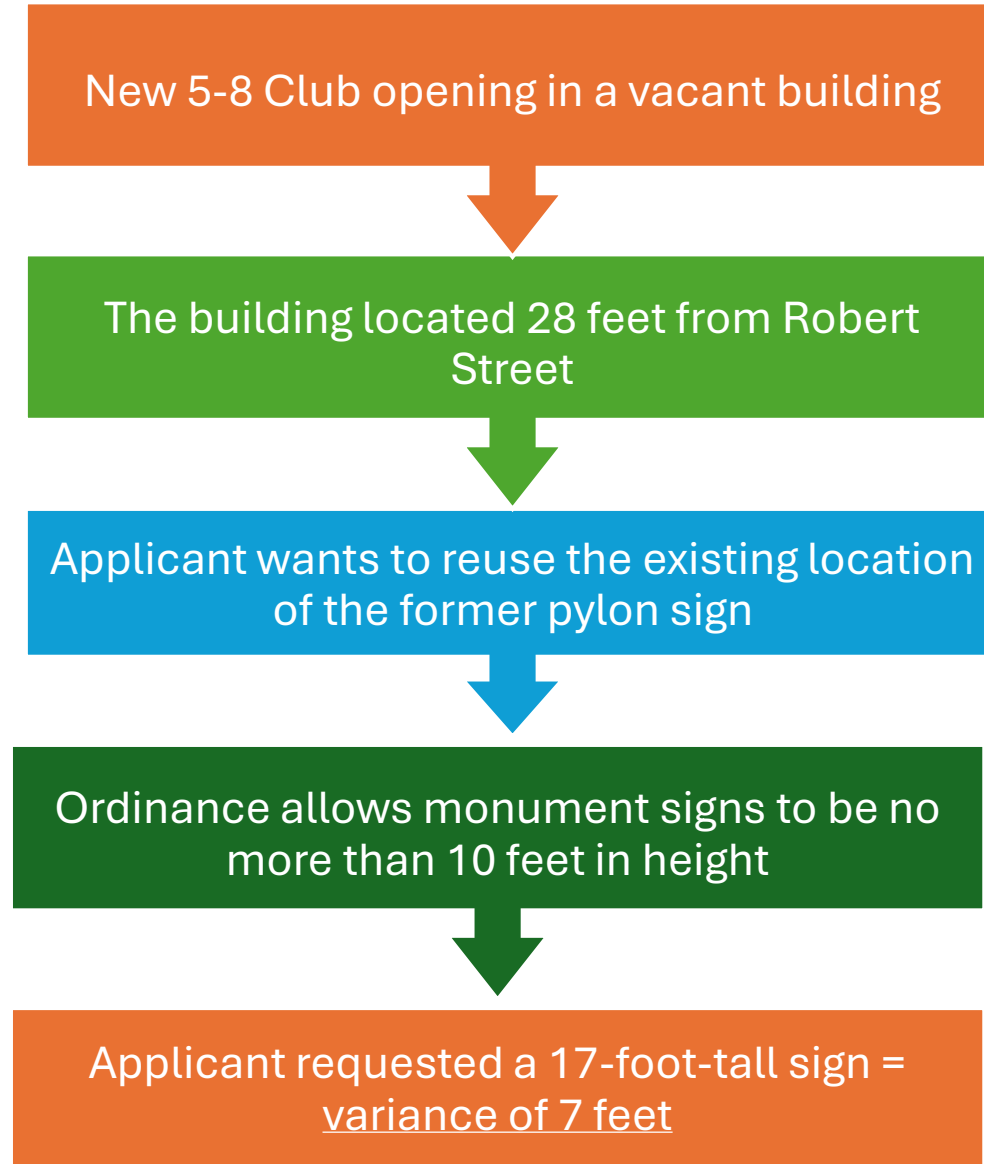 New 5-8 Club opening in a vacant building
The building located 28 feet from Robert
Street
Applicant wants to reuse the existing location
of the former pylon sign
Ordinance allows monument signs to be no
more than 10 feet in height
Applicant requested a 17-foot-tall sign =
variance of 7 feet